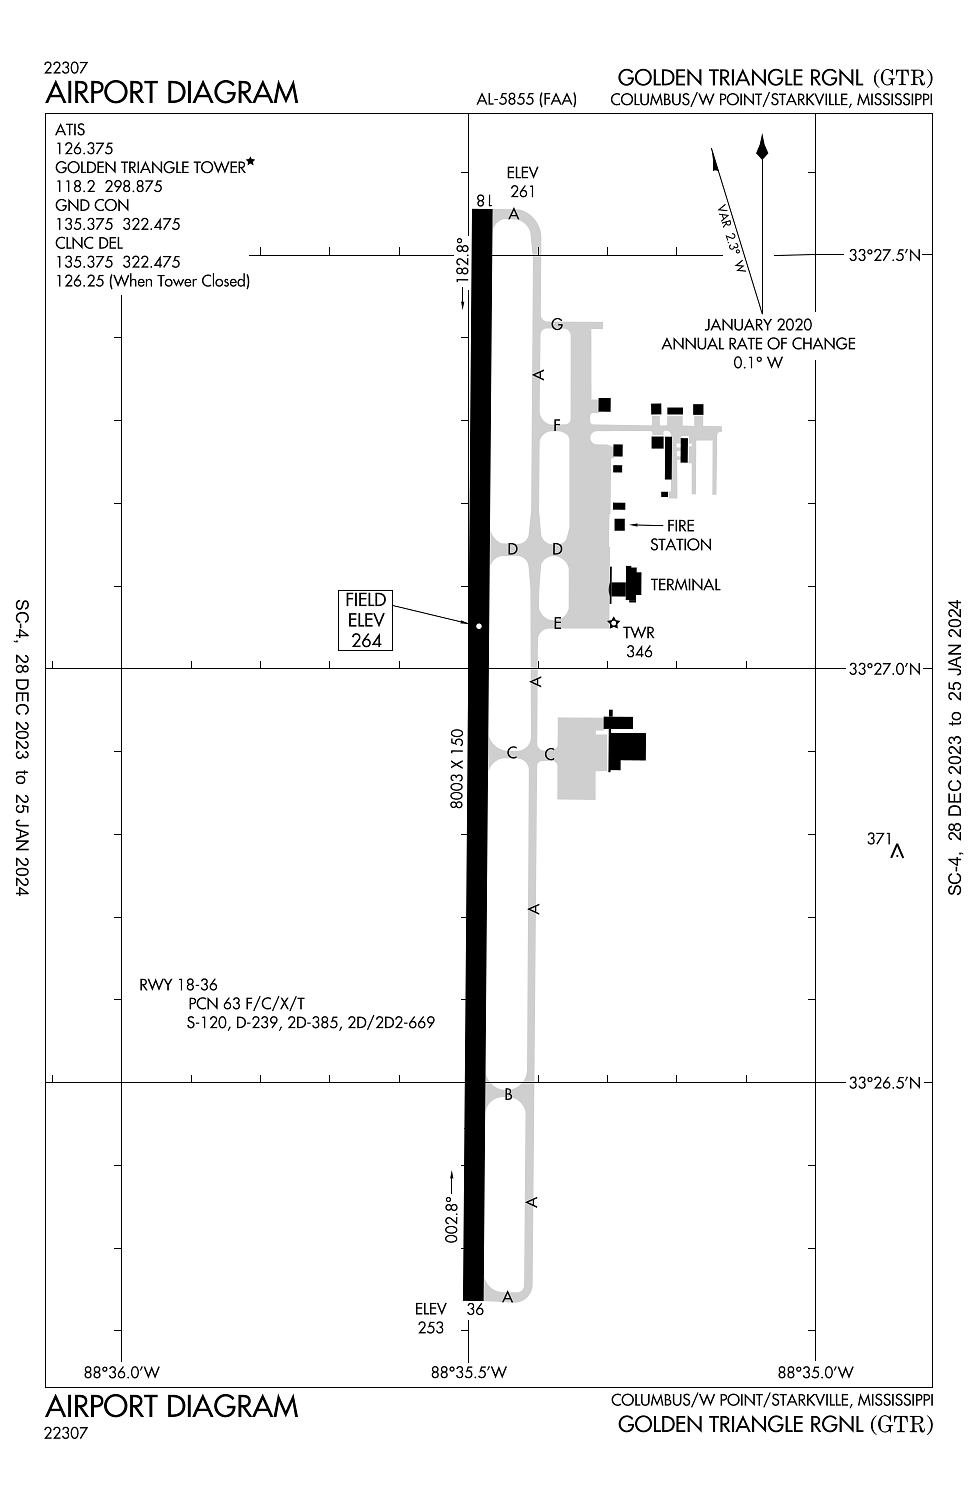 22307
AIRPORT DIAGRAM
AL-5855 (FAA)
GOLDEN TRIANGLE RGNL (GTR)
COLUMBUS/W POINT/STARKVILLE, MISSISSIPPI
ATIS
126.375
GOLDEN TRIANGLE TOWER★
118.2 298.875
GND CON
135.375 322.475
CLNC DEL
135.375 322.475
126.25 (When Tower Closed)
ELEV
261
18
A
182.8°
VAR 2.3° W
33°27.5'N
JANUARY 2020
ANNUAL RATE OF CHANGE
0.1° W
G
A
F
FIRE
STATION
D
D
TERMINAL
FIELD
ELEV
264
E
TWR
346
33°27.0'N
A
8003 X 150
C
C
371
A
RWY 18-36
PCN 63 F/C/X/T
S-120, D-239, 2D-385, 2D/2D2-669
33°26.5'N
B
A
002.8°
A
ELEV
253
36
88°36.0'W
88°35.5'W
88°35.0'W
SC-4, 28 DEC 2023 to 25 JAN 2024
SC-4, 28 DEC 2023 to 25 JAN 2024
AIRPORT DIAGRAM
22307
COLUMBUS/W POINT/STARKVILLE, MISSISSIPPI
GOLDEN TRIANGLE RGNL (GTR)